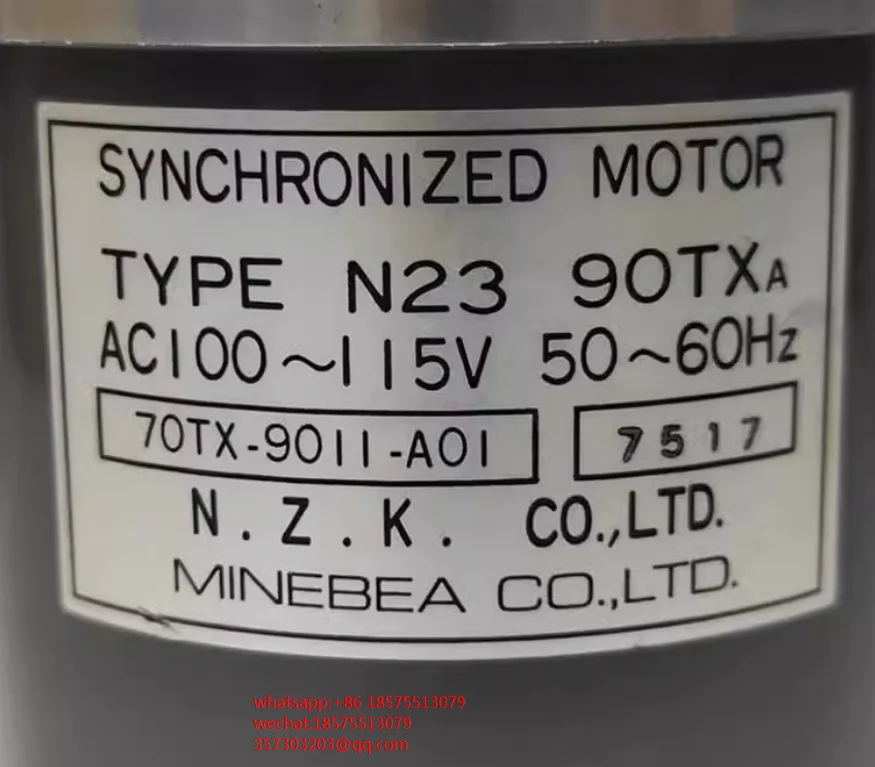 SYNCHRONIZED MOTOR
TYPE N23 90TXA
AC100~115V 50~60Hz
70TX-9011-A01 7517
N.Z.K. CO.,LTD.
MINEBEA CO.,LTD.
whatsapp:+86 18575513079
wechat:18575513079
357303203@qq.com